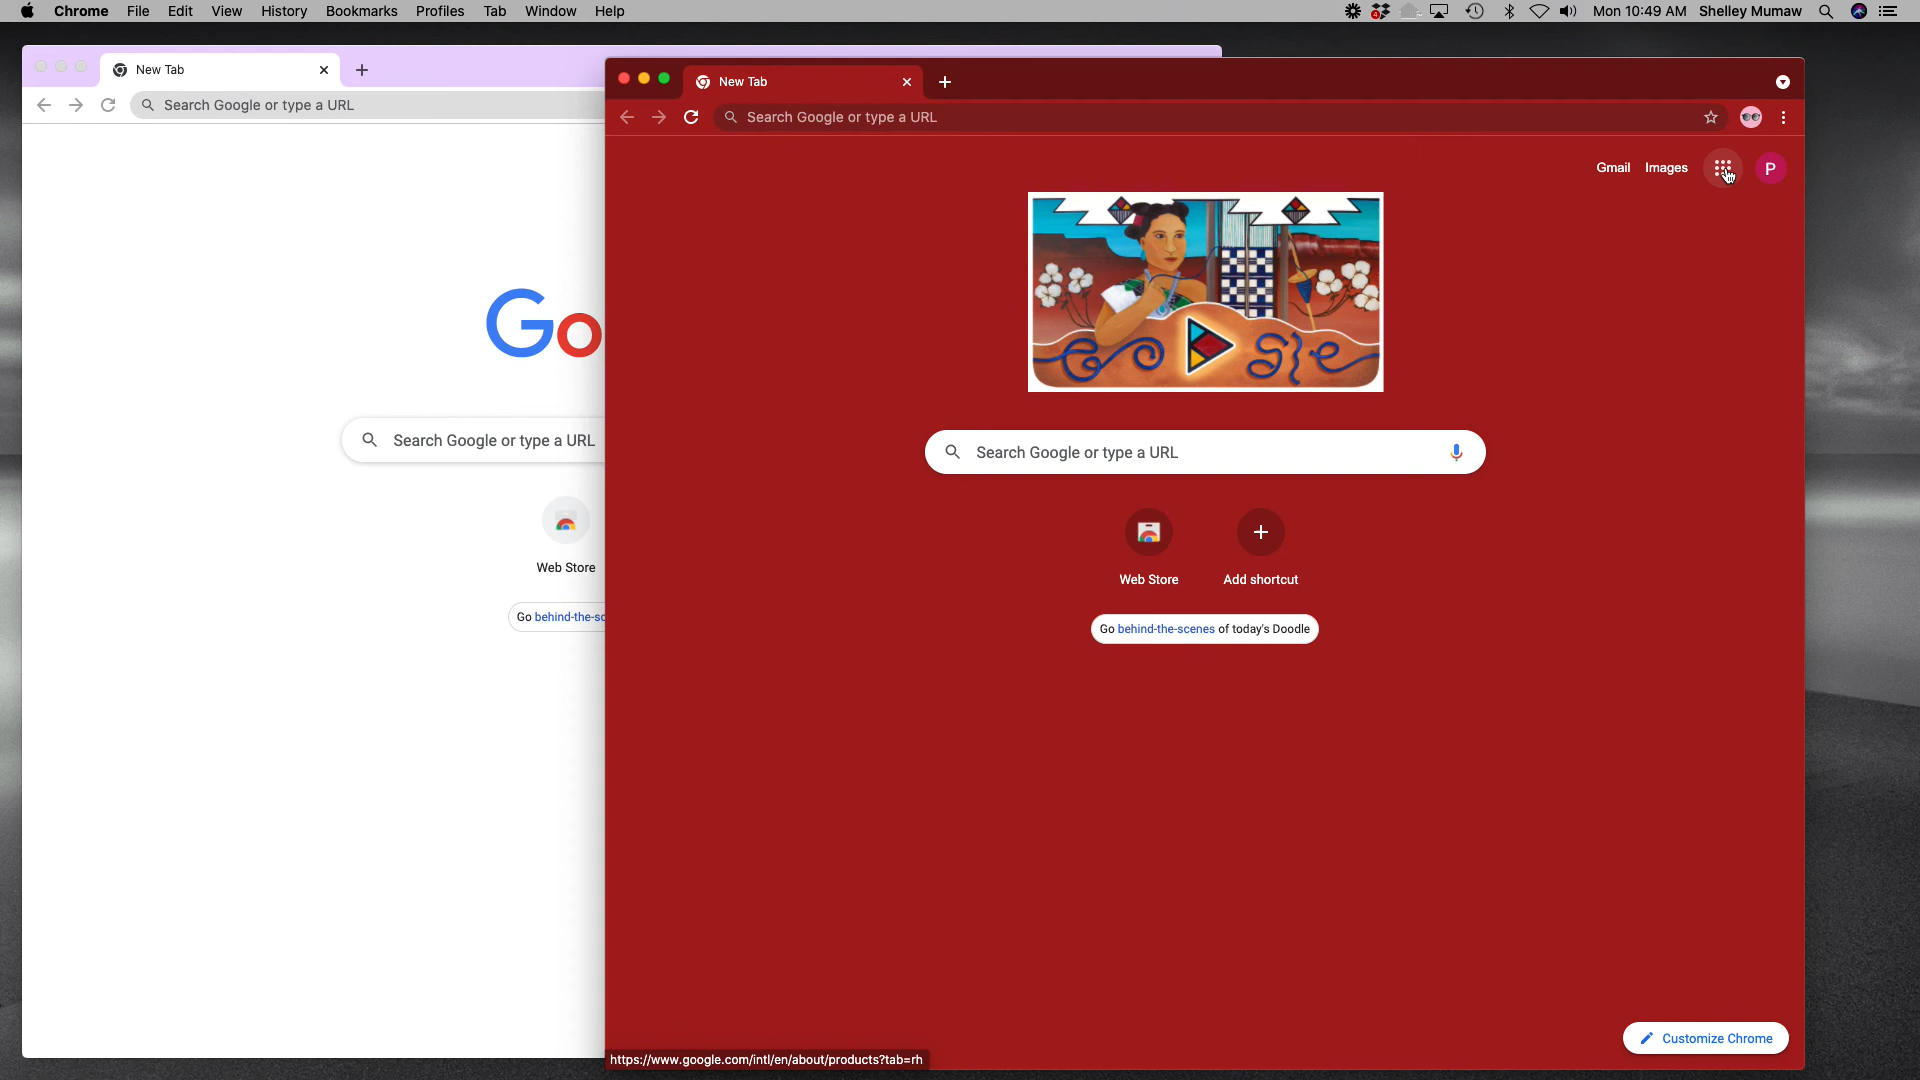 Chrome File Edit View History Bookmarks Profiles Tab Window Help
4
Mon 10:49 AM Shelley Mumaw
New Tab
Search Google or type a URL
Go
Search Google or type a URL
Web Store
Go behind-the-sc
New Tab
Search Google or type a URL
Gmail Images P
Search Google or type a URL
Web Store Add shortcut
Go behind-the-scenes of today's Doodle
Customize Chrome
https://www.google.com/intl/en/about/products?tab=rh